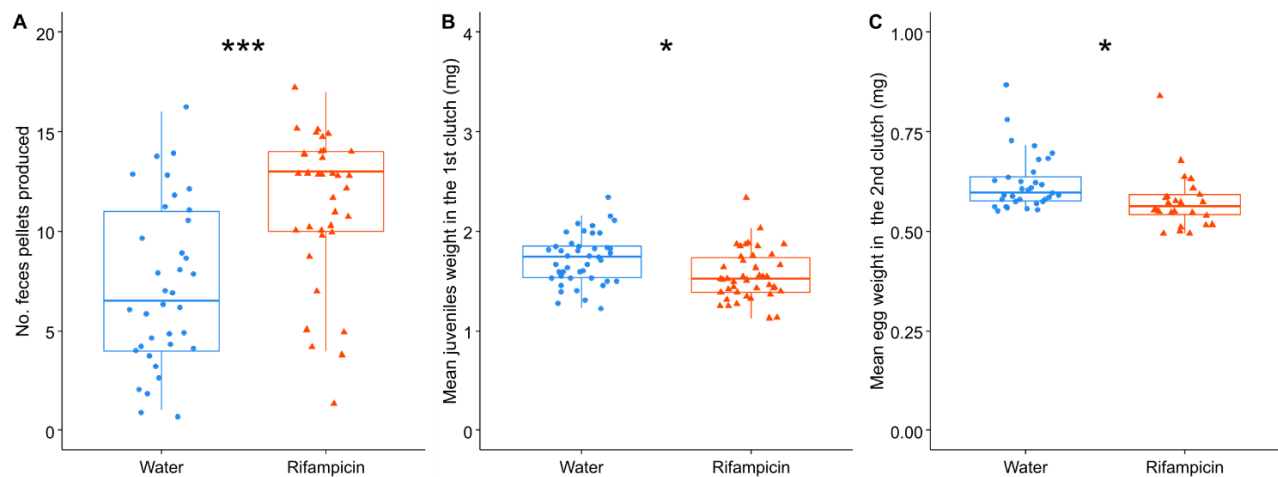 A
No. feces pellets produced
20
15
10
5
0
***
Water
Rifampicin
B
Mean juveniles weight in the 1st clutch (mg)
4
3
2
1
0
*
Water
Rifampicin
C
Mean egg weight in the 2nd clutch (mg)
1.00
0.75
0.50
0.25
0.00
*
Water
Rifampicin